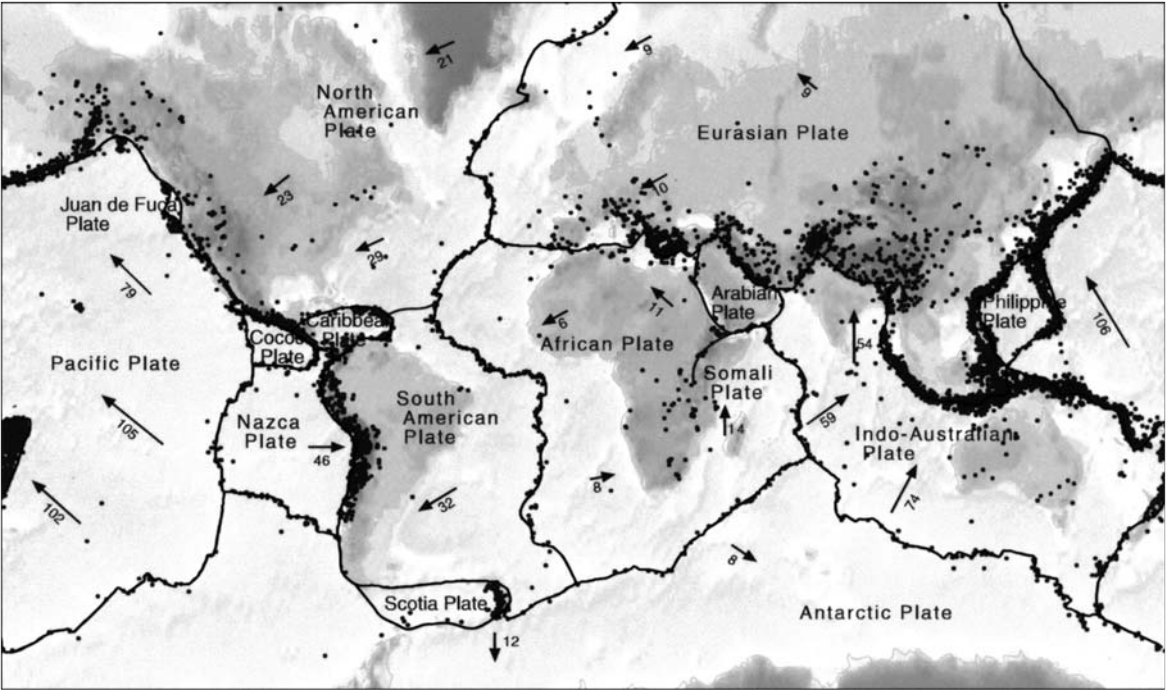 21
9
9
North
American
Plate
Eurasian Plate
23
10
Juan de Fuca
Plate
29
79
11
Arabian
Plate
Philippine
Plate
106
Caribbean
Plate
Cocos
Plate
6
African Plate
54
Pacific Plate
Somali
Plate
South
American
Plate
Nazca
Plate
46
105
14
59
Indo-Australian
Plate
8
32
74
102
8
Scotia Plate
Antarctic Plate
12